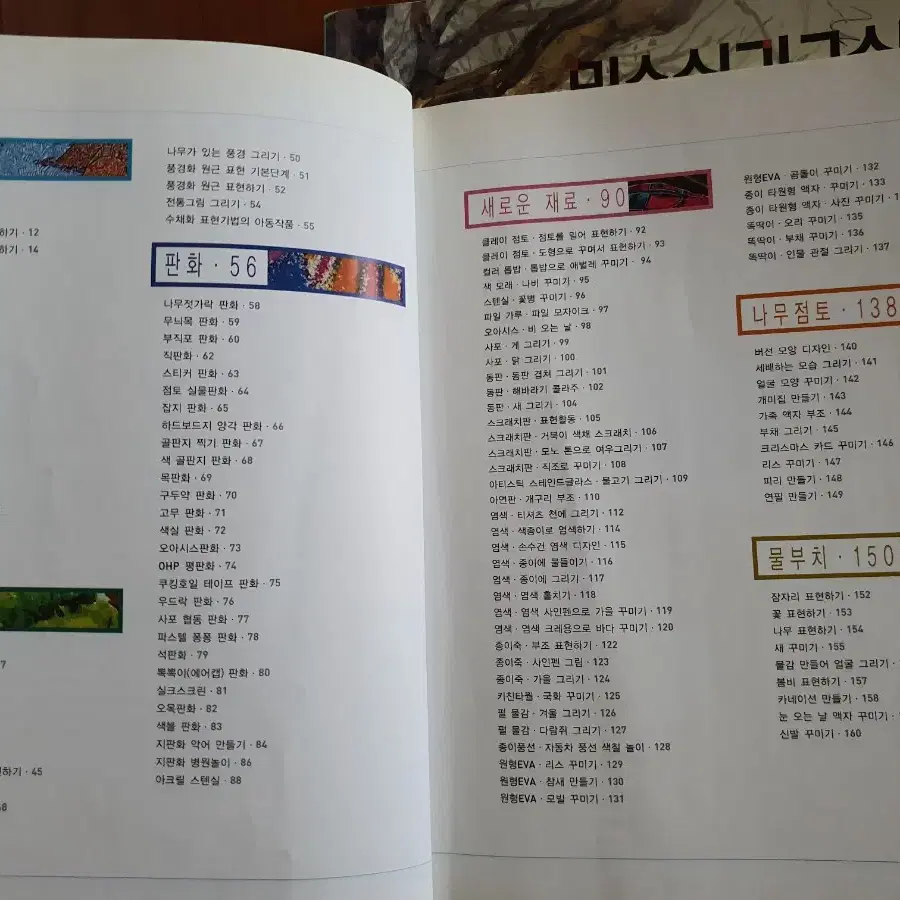 미술실기교실
하기 · 12
하기 · 14
하기 · 45
나무가 있는 풍경 그리기 · 50
풍경화 원근 표현 기본단계 · 51
풍경화 원근 표현하기 · 52
전통그림 그리기 · 54
수채화 표현기법의 아동작품 · 55
판화 · 56
나무젓가락 판화 · 58
무늬목 판화 · 59
부직포 판화 · 60
직판화 · 62
스티커 판화 · 63
점토 실물판화 · 64
잡지 판화 · 65
하드보드지 양각 판화 · 66
골판지 찍기 판화 · 67
색 골판지 판화 · 68
목판화 · 69
구두약 판화 · 70
고무 판화 · 71
색실 판화 · 72
오아시스판화 · 73
OHP 땡판화 · 74
쿠킹호일 테이프 판화 · 75
우드락 판화 · 76
사포 협동 판화 · 77
파스텔 퐁퐁 판화 · 78
석판화 · 79
뽁뽁이(에어캡) 판화 · 80
실크스크린 · 81
오목판화 · 82
색볼 판화 · 83
지판화 악어 만들기 · 84
지판화 병원놀이 · 86
아크릴 스텐실 · 88
새로운 재료 · 90
클레이 점토 · 점토를 밀어 표현하기 · 92
클레이 점토 · 도형으로 꾸며서 표현하기 · 93
컬러 톱밥 · 톱밥으로 애벌레 꾸미기 · 94
색 모래 · 나비 꾸미기 · 95
스텐실 · 꽃병 꾸미기 · 96
파일 가루 · 파일 모자이크 · 97
오아시스 · 비 오는 날 · 98
사포 · 게 그리기 · 99
사포 · 닭 그리기 · 100
동판 · 동판 겹쳐 그리기 · 101
동판 · 해바라기 콜라주 · 102
동판 · 새 그리기 · 104
스크래치판 · 표현활동 · 105
스크래치판 · 거북이 색채 스크래치 · 106
스크래치판 · 모노 톤으로 여우그리기 · 107
스크래치판 · 직조로 꾸미기 · 108
아티스틱 스테인드글라스 · 물고기 그리기 · 109
아연판 · 개구리 부조 · 110
염색 · 티셔츠 천에 그리기 · 112
염색 · 색종이로 염색하기 · 114
염색 · 손수건 염색 디자인 · 115
염색 · 종이에 물들이기 · 116
염색 · 종이에 그리기 · 117
염색 · 염색 홀치기 · 118
염색 · 염색 사인펜으로 가을 꾸미기 · 119
염색 · 염색 크레용으로 바다 꾸미기 · 120
종이죽 · 부조 표현하기 · 122
종이죽 · 사인펜 그림 · 123
종이죽 · 가을 그리기 · 124
키친타월 · 국화 꾸미기 · 125
펄 물감 · 겨울 그리기 · 126
펄 물감 · 다람쥐 그리기 · 127
종이풍선 · 자동차 풍선 색칠 놀이 · 128
원형EVA · 리스 꾸미기 · 129
원형EVA · 참새 만들기 · 130
원형EVA · 모빌 꾸미기 · 131
원형EVA · 곰돌이 꾸미기 · 132
종이 타원형 액자 · 꾸미기 · 133
종이 타원형 액자 · 사진 꾸미기 ·
똑딱이 · 오리 꾸미기 · 135
똑딱이 · 부채 꾸미기 · 136
똑딱이 · 인물 관절 그리기 · 137
나무점토 · 138
버선 모양 디자인 · 140
세배하는 모습 그리기 · 141
얼굴 모양 꾸미기 · 142
개미집 만들기 · 143
가족 액자 부조 · 144
부채 그리기 · 145
크리스마스 카드 꾸미기 · 146
리스 꾸미기 · 147
피리 만들기 · 148
연필 만들기 · 149
물부치 · 150
잠자리 표현하기 · 152
꽃 표현하기 · 153
나무 표현하기 · 154
새 꾸미기 · 155
물감 만들어 얼굴 그리기 ·
봄비 표현하기 · 157
카네이션 만들기 · 158
눈 오는 날 액자 꾸미기 ·
신발 꾸미기 · 160